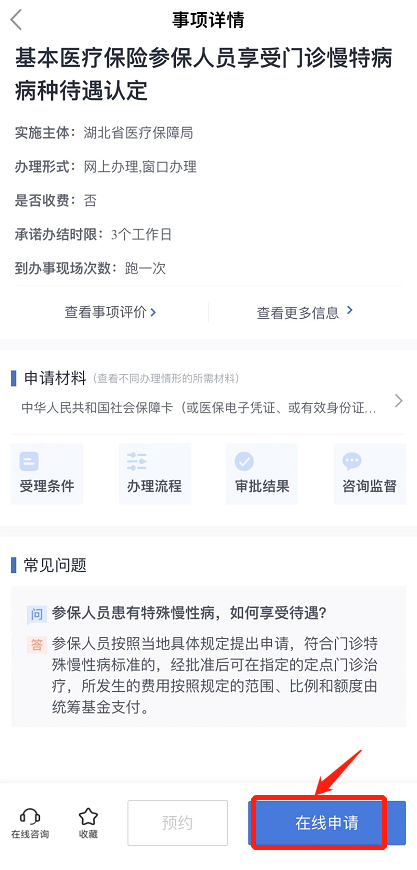 事项详情
基本医疗保险参保人员享受门诊慢特病
病种待遇认定
实施主体：湖北省医疗保障局
办理形式：网上办理,窗口办理
是否收费：否
承诺办结时限：3个工作日
到办事现场次数：跑一次
查看事项评价
查看更多信息
申请材料（查看不同办理情形的所需材料）
中华人民共和国社会保障卡（或医保电子凭证、或有效身份证...
受理条件
办理流程
审批结果
咨询监督
常见问题
问 参保人员患有特殊慢性病，如何享受待遇？
答 参保人员按照当地具体规定提出申请，符合门诊特
殊慢性病标准的，经批准后可在指定的定点门诊治
疗，所发生的费用按照规定的范围、比例和额度由
统筹基金支付。
在线咨询
收藏
预约
在线申请